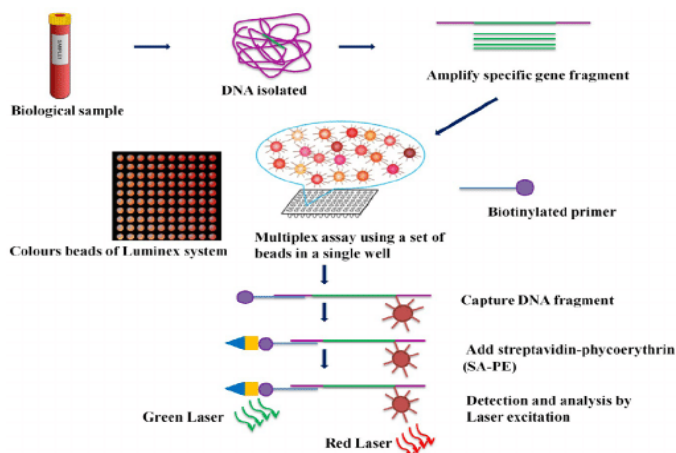 SAMPLE
Biological sample
DNA isolated
Amplify specific gene fragment
Colours beads of Luminex system
Multiplex assay using a set of
beads in a single well
Biotinylated primer
Capture DNA fragment
Add streptavidin-phycoerythrin
(SA-PE)
Detection and analysis by
Laser excitation
Green Laser
Red Laser